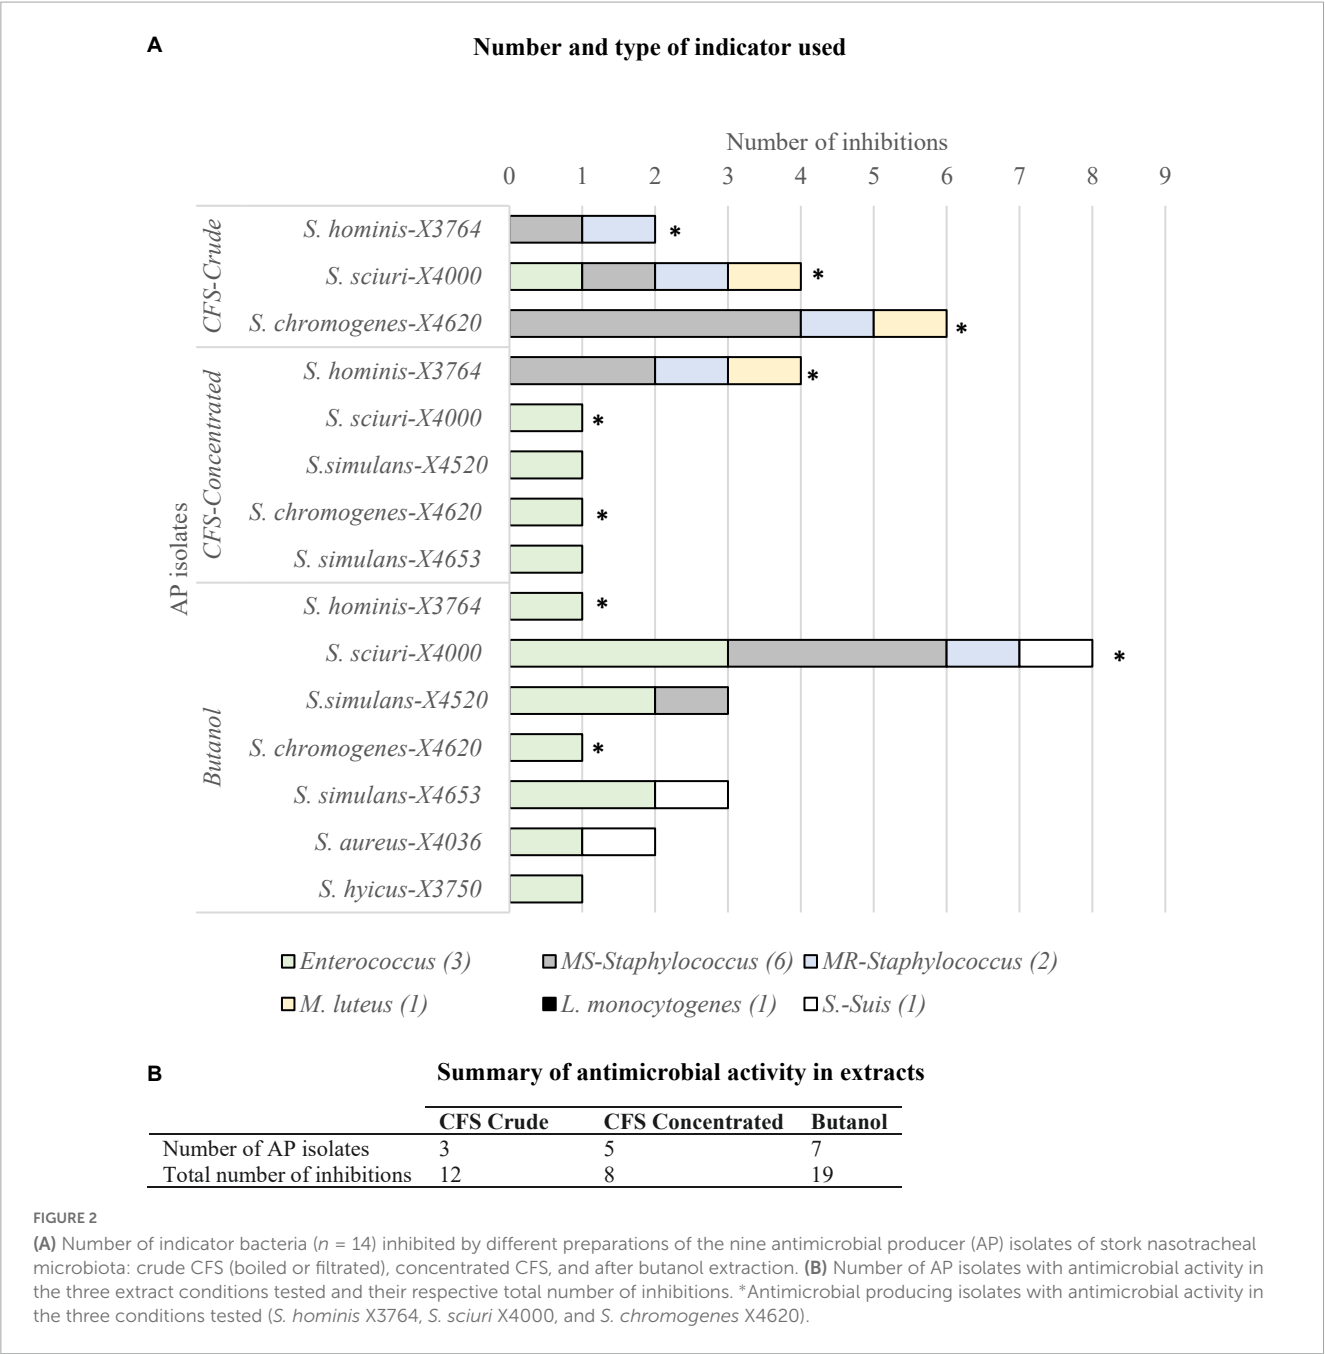 A
Number and type of indicator used
Number of inhibitions
0 1 2 3 4 5 6 7 8 9
AP isolates
CFS-Crude
S. hominis-X3764 *
S. sciuri-X4000 *
S. chromogenes-X4620 *
CFS-Concentrated
S. hominis-X3764 *
S. sciuri-X4000 *
S.simulans-X4520
S. chromogenes-X4620 *
S. simulans-X4653
Butanol
S. hominis-X3764 *
S. sciuri-X4000 *
S.simulans-X4520
S. chromogenes-X4620 *
S. simulans-X4653
S. aureus-X4036
S. hyicus-X3750
Enterococcus (3) MS-Staphylococcus (6) MR-Staphylococcus (2)
M. luteus (1) L. monocytogenes (1) S.-Suis (1)
B
Summary of antimicrobial activity in extracts
CFS Crude CFS Concentrated Butanol
Number of AP isolates 3 5 7
Total number of inhibitions 12 8 19
FIGURE 2
(A) Number of indicator bacteria (n = 14) inhibited by different preparations of the nine antimicrobial producer (AP) isolates of stork nasotracheal
microbiota: crude CFS (boiled or filtrated), concentrated CFS, and after butanol extraction. (B) Number of AP isolates with antimicrobial activity in
the three extract conditions tested and their respective total number of inhibitions. *Antimicrobial producing isolates with antimicrobial activity in
the three conditions tested (S. hominis X3764, S. sciuri X4000, and S. chromogenes X4620).